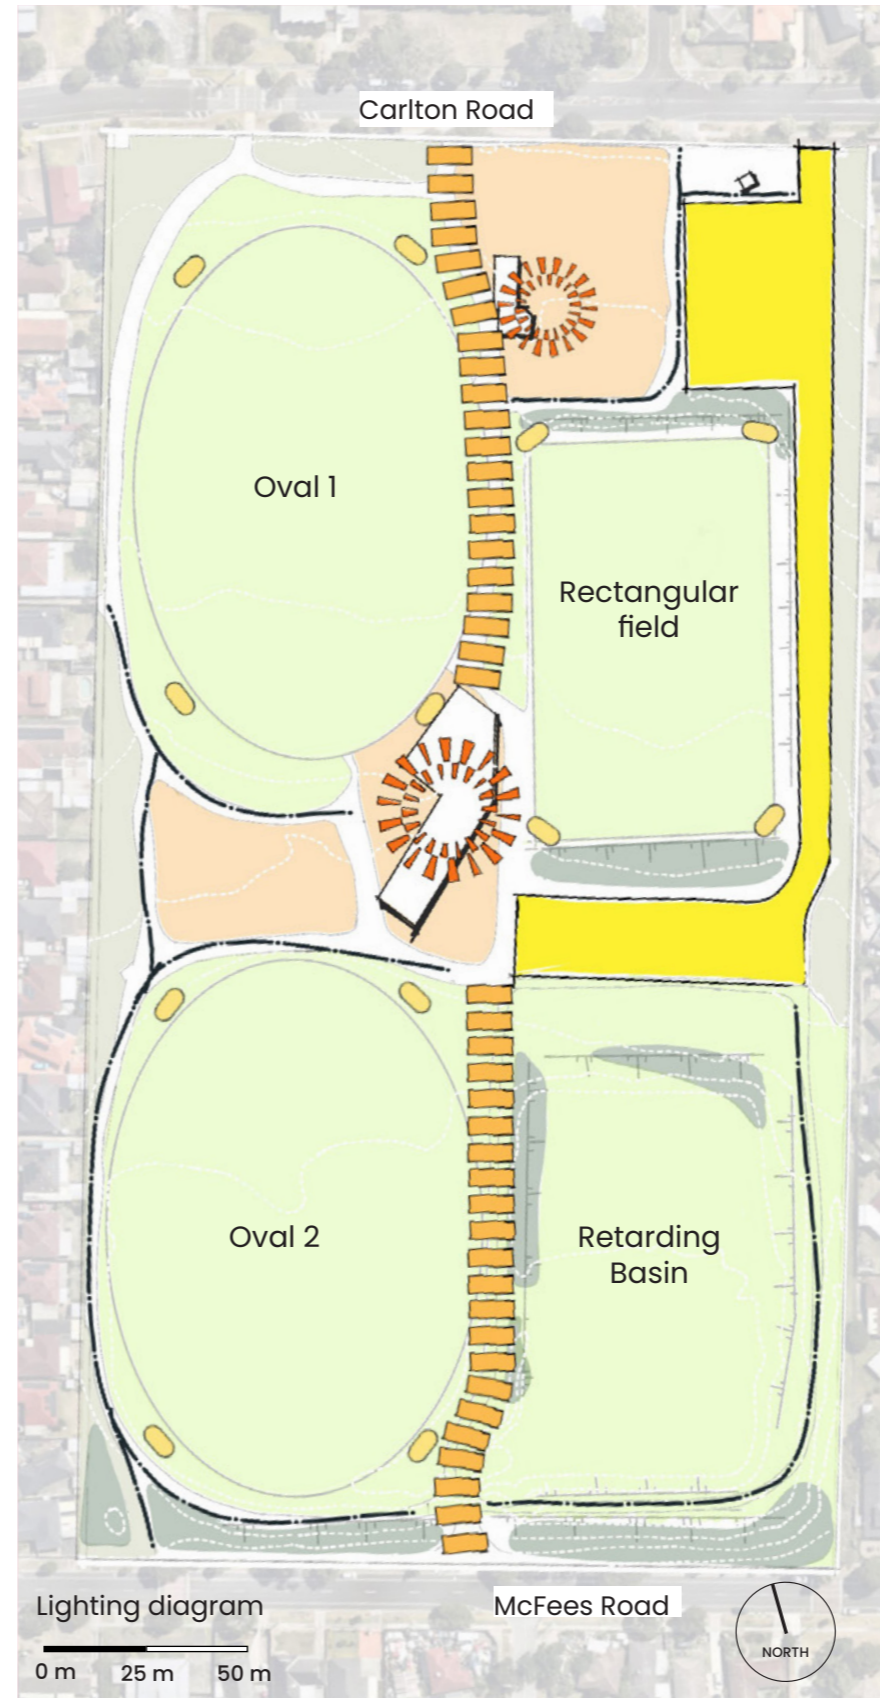 Carlton Road
Oval 1
Rectangular
field
Oval 2
Retarding
Basin
Lighting diagram
McFees Road
0 m
25 m
50 m
NORTH